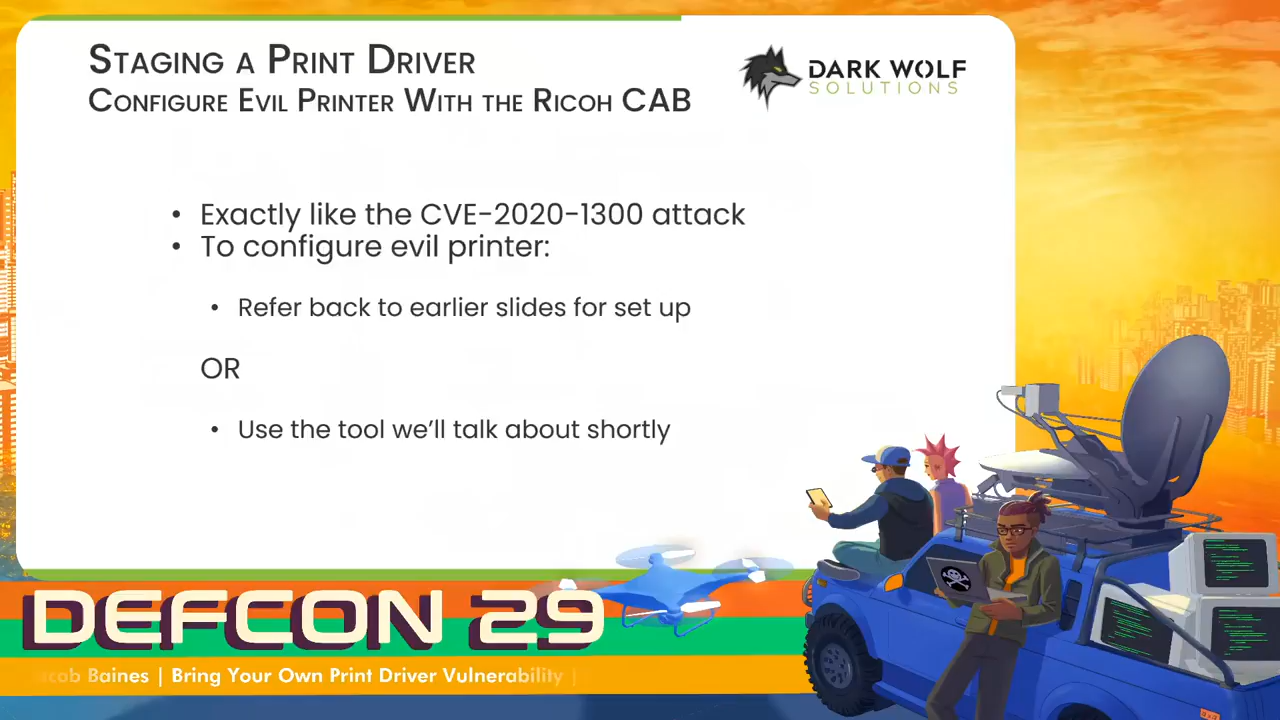 STAGING A PRINT DRIVER
CONFIGURE EVIL PRINTER WITH THE RICOH CAB
DARK WOLF
SOLUTIONS
• Exactly like the CVE-2020-1300 attack
• To configure evil printer:
• Refer back to earlier slides for set up
OR
• Use the tool we'll talk about shortly
DEFCON 29
cob Baines | Bring Your Own Print Driver Vulnerability |